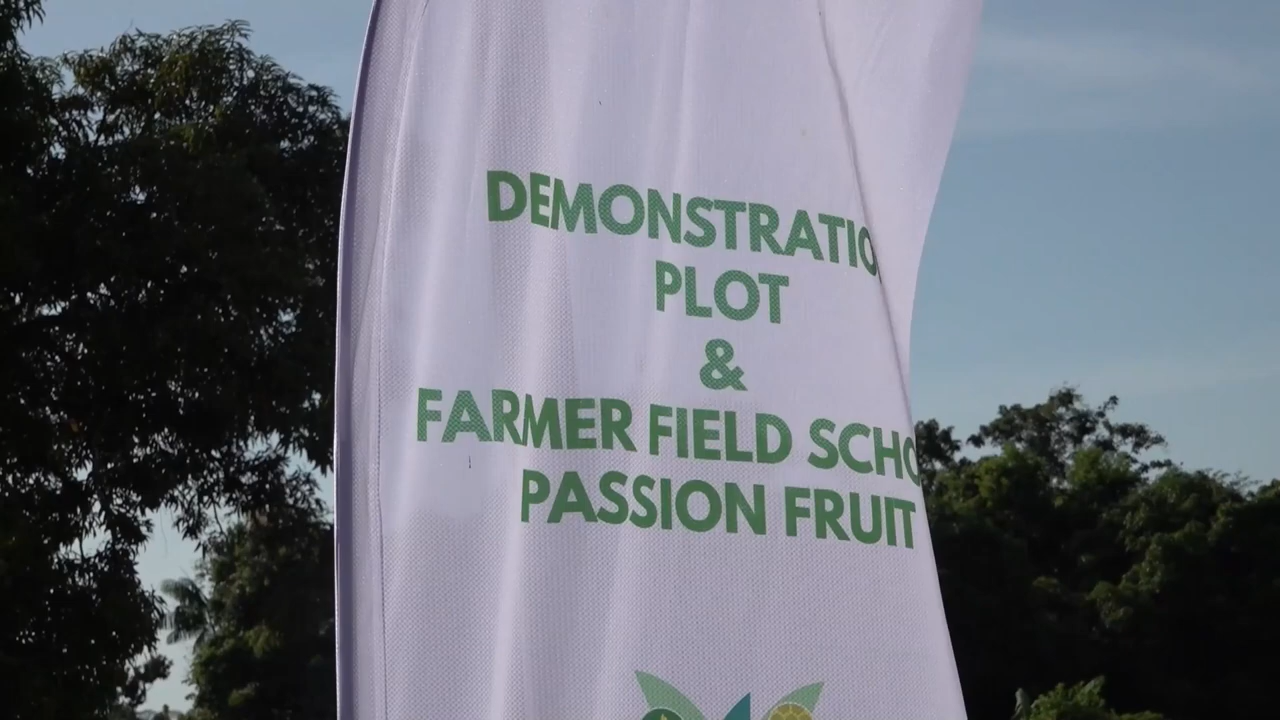 DEMONSTRATIO
PLOT
&
FARMER FIELD SCHO
PASSION FRUIT